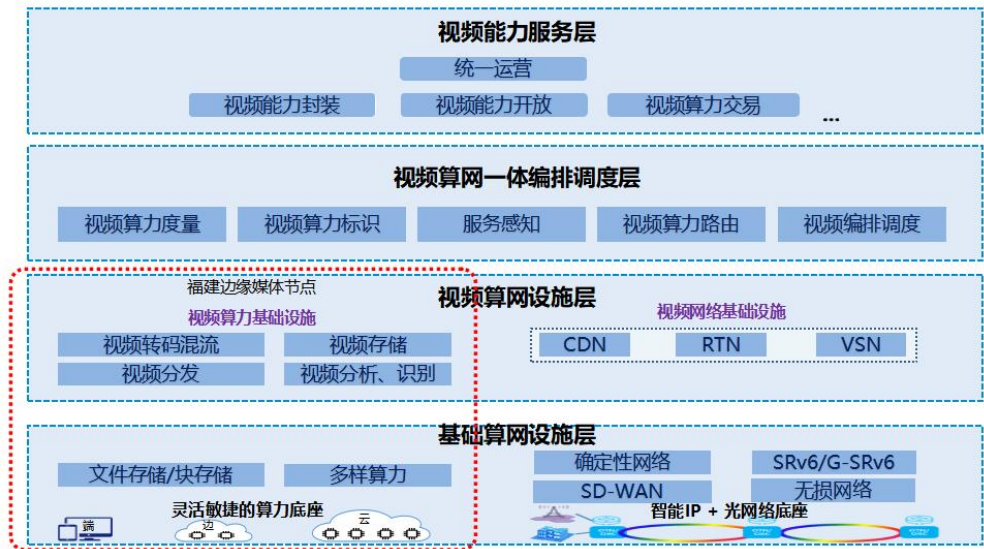 视频能力服务层
统一运营
视频能力封装 视频能力开放 视频算力交易 ...
视频算网一体编排调度层
视频算力度量 视频算力标识 服务感知 视频算力路由 视频编排调度
视频算网设施层
福建边缘媒体节点
视频算力基础设施
视频转码混流 视频存储
视频分发 视频分析、识别
视频网络基础设施
CDN RTN VSN
基础算网设施层
文件存储/块存储 多样算力
灵活敏捷的算力底座
端 边 云
确定性网络 SRv6/G-SRv6
SD-WAN 无损网络
智能IP + 光网络底座